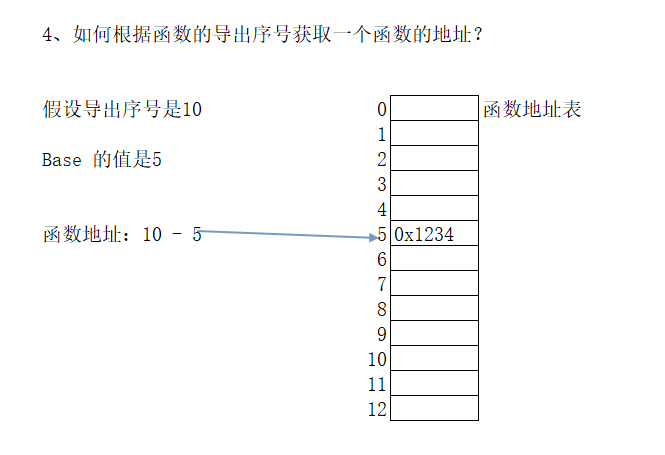 4、如何根据函数的导出序号获取一个函数的地址?
假设导出序号是10
0
函数地址表
1
Base 的值是5
2
3
4
函数地址: 10 - 5
5
0x1234
6
7
8
9
10
11
12